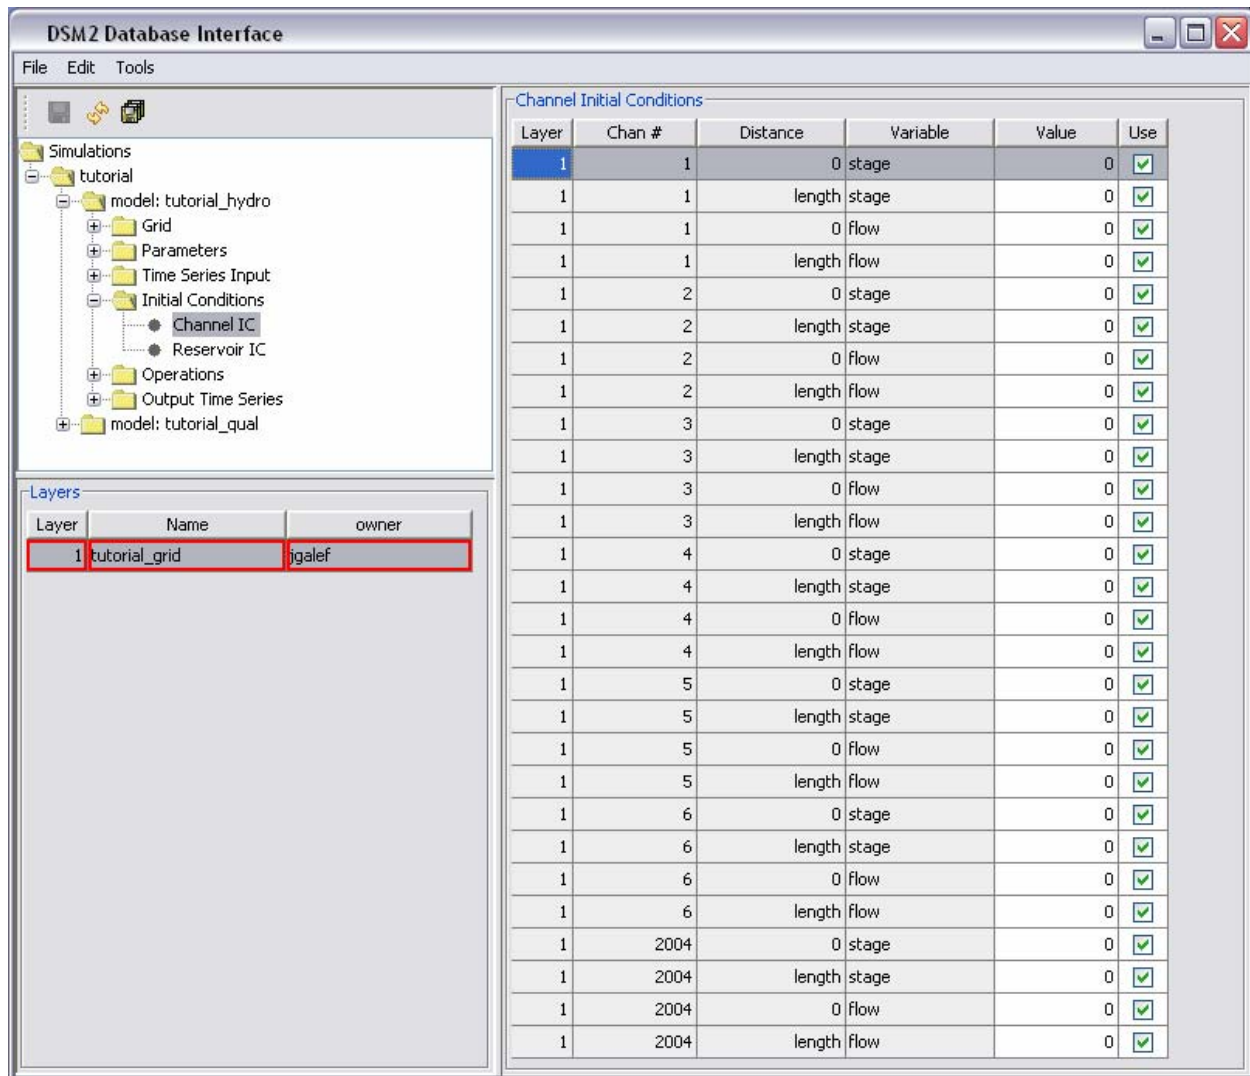 DSM2 Database Interface
File Edit Tools
Simulations
tutorial
model: tutorial_hydro
Grid
Parameters
Time Series Input
Initial Conditions
Channel IC
Reservoir IC
Operations
Output Time Series
model: tutorial_qual
Layers
Layer Name owner
1 tutorial_grid jgalef
Channel Initial Conditions
Layer Chan # Distance Variable Value Use
1 1 0 stage 0
1 1 length stage 0
1 1 0 flow 0
1 1 length flow 0
1 2 0 stage 0
1 2 length stage 0
1 2 0 flow 0
1 2 length flow 0
1 3 0 stage 0
1 3 length stage 0
1 3 0 flow 0
1 3 length flow 0
1 4 0 stage 0
1 4 length stage 0
1 4 0 flow 0
1 4 length flow 0
1 5 0 stage 0
1 5 length stage 0
1 5 0 flow 0
1 5 length flow 0
1 6 0 stage 0
1 6 length stage 0
1 6 0 flow 0
1 6 length flow 0
1 2004 0 stage 0
1 2004 length stage 0
1 2004 0 flow 0
1 2004 length flow 0